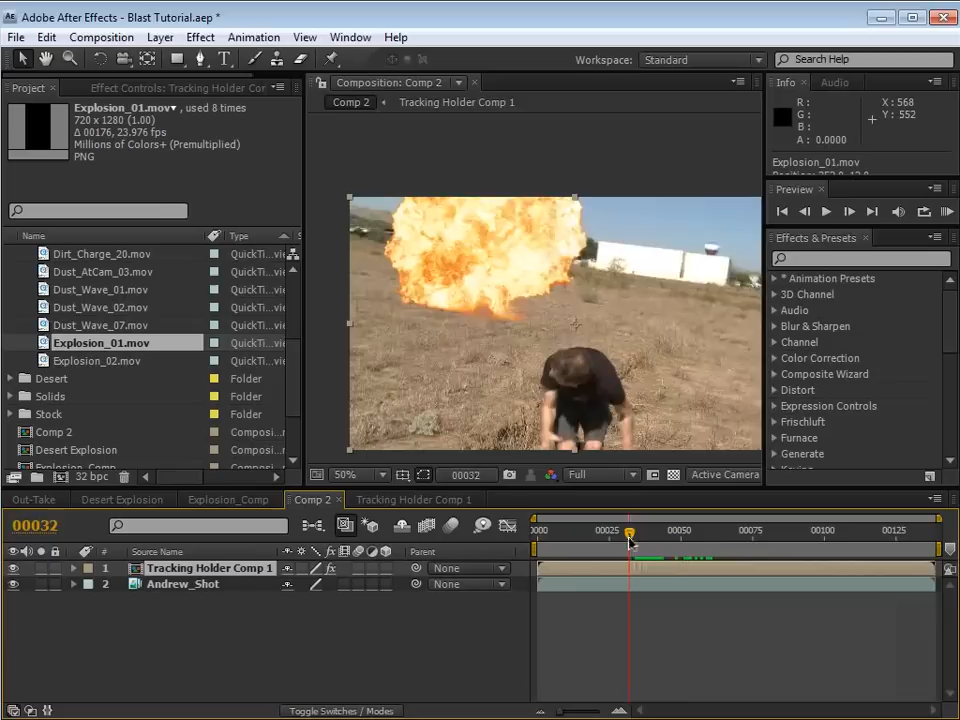 Adobe After Effects - Blast Tutorial.aep *
File Edit Composition Layer Effect Animation View Window Help
Workspace: Standard Search Help
Project Effect Controls: Tracking Holder Cor
Explosion_01.mov , used 8 times
720 x 1280 (1.00)
Δ 00176, 23.976 fps
Millions of Colors+ (Premultiplied)
PNG
Name Type
Dirt_Charge_20.mov QuickTi...
Dust_AtCam_03.mov QuickTi...
Dust_Wave_01.mov QuickTi...
Dust_Wave_02.mov QuickTi...
Dust_Wave_07.mov QuickTi...
Explosion_01.mov QuickTi...
Explosion_02.mov QuickTi...
Desert Folder
Solids Folder
Stock Folder
Comp 2 Composi...
Desert Explosion Composi...
Explosion_Comp Composi...
32 bpc
Composition: Comp 2
Comp 2 Tracking Holder Comp 1
50% 00032 Full Active Camera
Info Audio
R :
G :
B :
A : 0.0000
X : 568
Y : 552
Explosion_01.mov
Preview
Effects & Presets
* Animation Presets
3D Channel
Audio
Blur & Sharpen
Channel
Color Correction
Composite Wizard
Distort
Expression Controls
Frischluft
Furnace
Generate
Out-Take Desert Explosion Explosion_Comp Comp 2 Tracking Holder Comp 1
00032
0000 00025 00050 00075 00100 00125
# Source Name fx Parent
1 Tracking Holder Comp 1 fx None
2 Andrew_Shot None
Toggle Switches / Modes